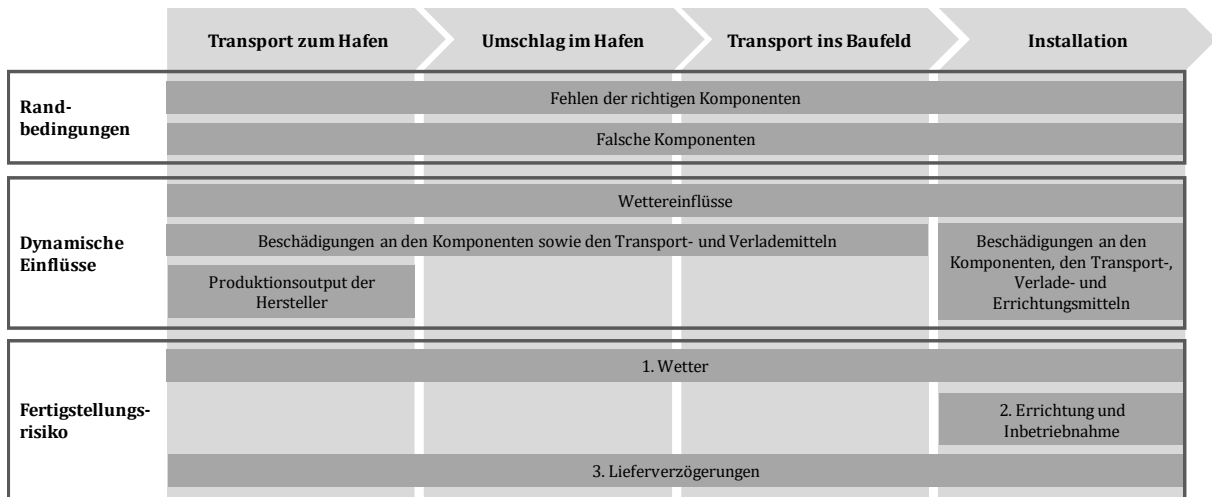 Transport zum Hafen
Umschlag im Hafen
Transport ins Baufeld
Installation
Rand-
bedingungen
Fehlen der richtigen Komponenten
Falsche Komponenten
Dynamische
Einflüsse
Wettereinflüsse
Beschädigungen an den Komponenten sowie den Transport- und Verlademitteln
Produktionsoutput der
Hersteller
Beschädigungen an den
Komponenten, den Transport-,
Verlade- und
Errichtungsmitteln
Fertigstellungs-
risiko
1. Wetter
2. Errichtung und
Inbetriebnahme
3. Lieferverzögerungen